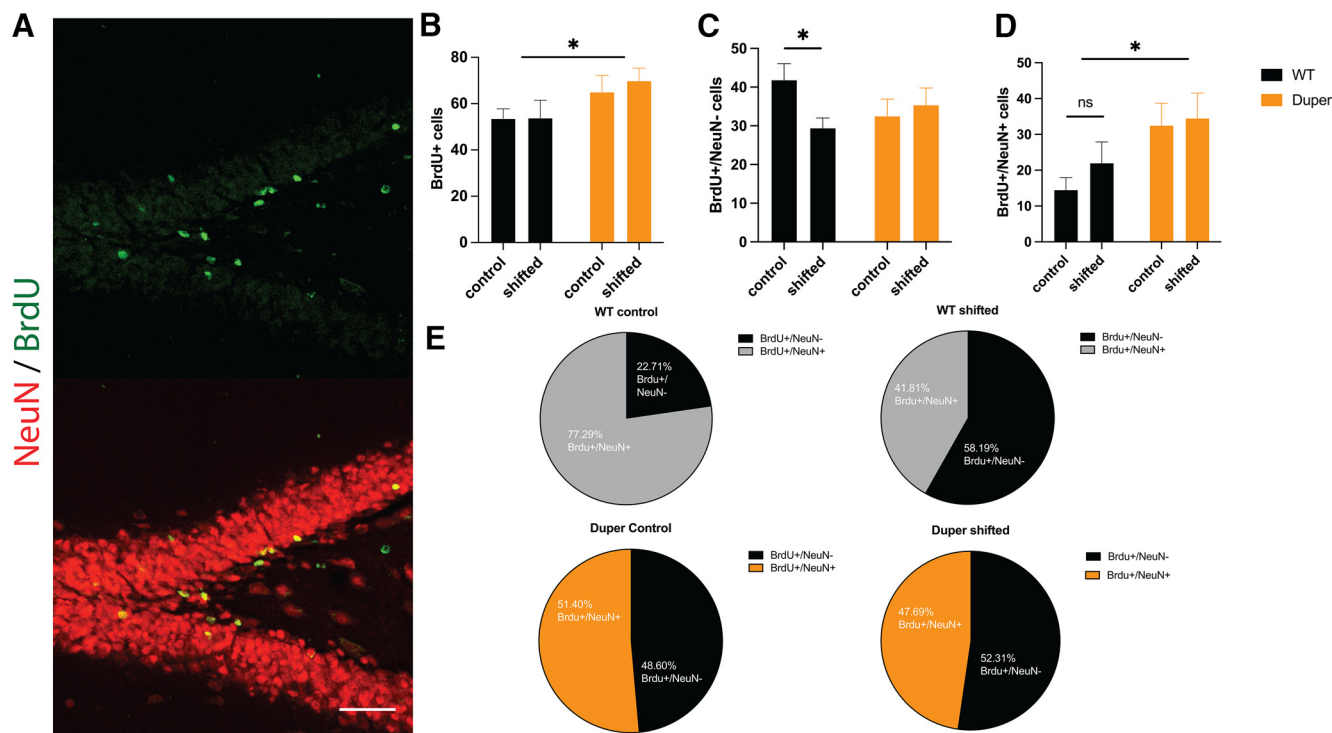 A
NeuN / BrdU
B
BrdU+ cells
80
60
40
20
0
*
control
shifted
control
shifted
C
BrdU+/NeuN- cells
50
40
30
20
10
0
*
control
shifted
control
shifted
D
BrdU+/NeuN+ cells
50
40
30
20
10
0
ns
*
control
shifted
control
shifted
WT
Duper
E
WT control
22.71%
Brdu+/
NeuN-
77.29%
Brdu+/NeuN+
BrdU+/NeuN-
BrdU+/NeuN+
WT shifted
41.81%
Brdu+/NeuN+
58.19%
Brdu+/NeuN-
Brdu+/NeuN-
Brdu+/NeuN+
Duper Control
51.40%
Brdu+/NeuN+
48.60%
Brdu+/NeuN-
BrdU+/NeuN-
BrdU+/NeuN+
Duper shifted
47.69%
Brdu+/NeuN+
52.31%
Brdu+/NeuN-
Brdu+/NeuN-
Brdu+/NeuN+